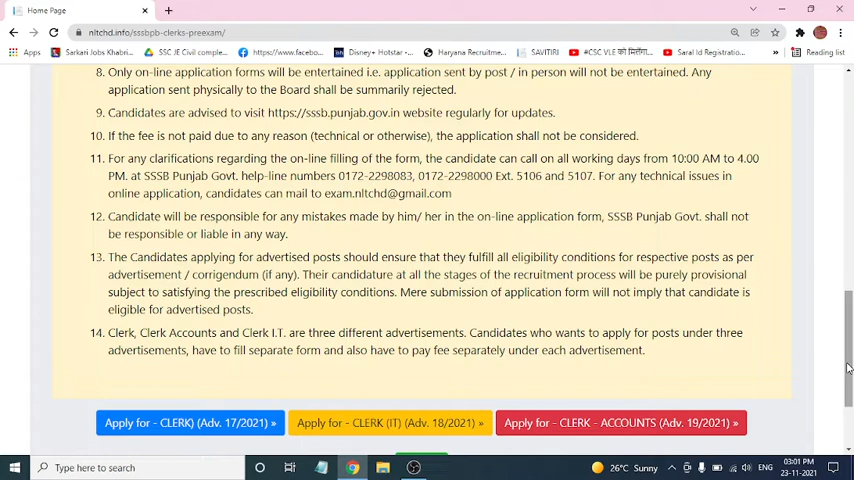 Home Page
nltchd.info/sssbpb-clerks-preexam/
Apps
Sarkari Jobs Khabri...
SSC JE Civil comple...
https://www.facebo...
Disney+ Hotstar -...
Haryana Recruitme...
SAVITIRI
#CSC VLE को मिलेगा...
Saral Id Registratio...
Reading list
8. Only on-line application forms will be entertained i.e. application sent by post / in person will not be entertained. Any
application sent physically to the Board shall be summarily rejected.
9. Candidates are advised to visit https://sssb.punjab.gov.in website regularly for updates.
10. If the fee is not paid due to any reason (technical or otherwise), the application shall not be considered.
11. For any clarifications regarding the on-line filling of the form, the candidate can call on all working days from 10:00 AM to 4.00
PM. at SSSB Punjab Govt. help-line numbers 0172-2298083, 0172-2298000 Ext. 5106 and 5107. For any technical issues in
online application, candidates can mail to exam.nltchd@gmail.com
12. Candidate will be responsible for any mistakes made by him/ her in the on-line application form, SSSB Punjab Govt. shall not
be responsible or liable in any way.
13. The Candidates applying for advertised posts should ensure that they fulfill all eligibility conditions for respective posts as per
advertisement / corrigendum (if any). Their candidature at all the stages of the recruitment process will be purely provisional
subject to satisfying the prescribed eligibility conditions. Mere submission of application form will not imply that candidate is
eligible for advertised posts.
14. Clerk, Clerk Accounts and Clerk I.T. are three different advertisements. Candidates who wants to apply for posts under three
advertisements, have to fill separate form and also have to pay fee separately under each advertisement.
Apply for - CLERK) (Adv. 17/2021) »
Apply for - CLERK (IT) (Adv. 18/2021) »
Apply for - CLERK - ACCOUNTS (Adv. 19/2021) »
Type here to search
26°C Sunny
ENG
03:01 PM
23-11-2021